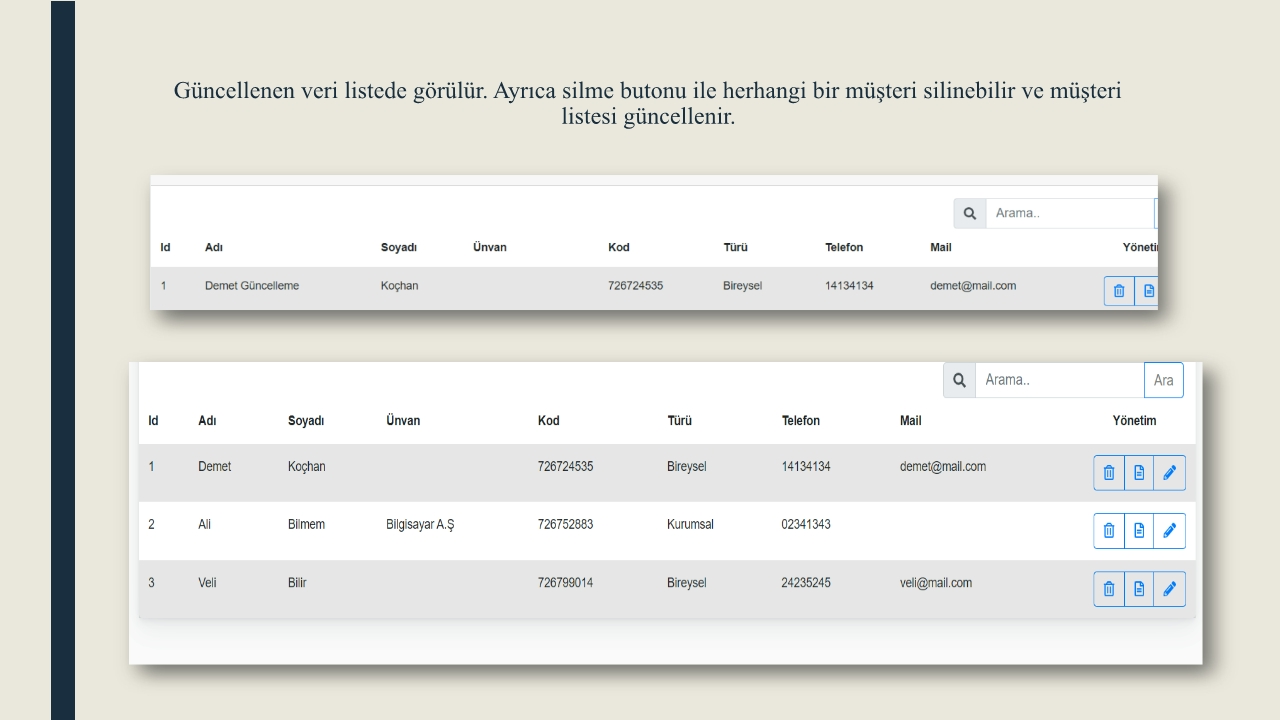 Güncellenen veri listede görülür. Ayrıca silme butonu ile herhangi bir müşteri silinebilir ve müşteri
listesi güncellenir.
Arama..
Id Adı Soyadı Ünvan Kod Türü Telefon Mail Yöneti
1 Demet Güncelleme Koçhan 726724535 Bireysel 14134134 demet@mail.com
Arama.. Ara
Id Adı Soyadı Ünvan Kod Türü Telefon Mail Yönetim
1 Demet Koçhan 726724535 Bireysel 14134134 demet@mail.com
2 Ali Bilmem Bilgisayar A.Ş 726752883 Kurumsal 02341343
3 Veli Bilir 726799014 Bireysel 24235245 veli@mail.com